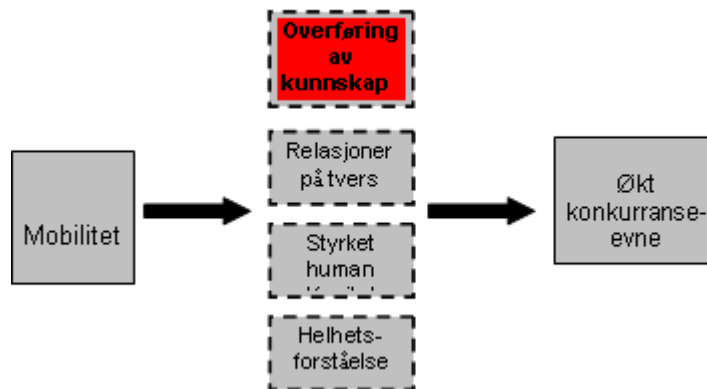 Overføring
av
kunnskap
Relasjoner
på tvers
Mobilitet
Styrket
human
Helhets-
forståelse
Økt
konkurranse-
evne